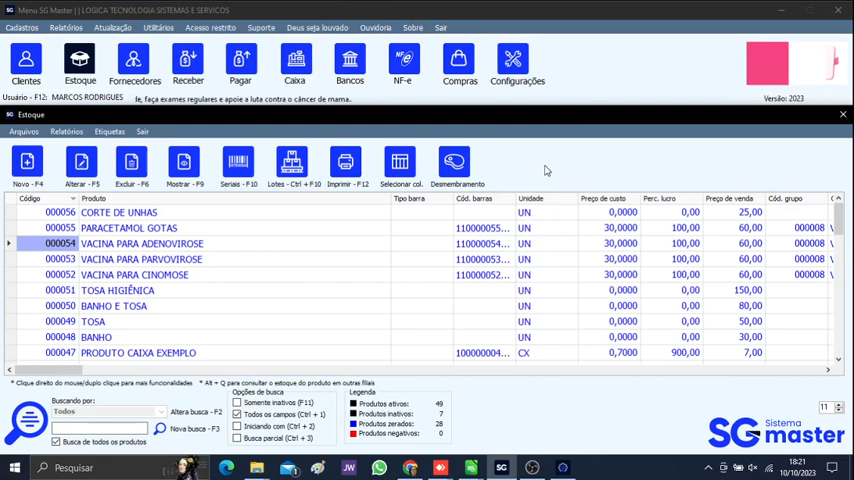 Menu SG Master | | LOGICA TECNOLOGIA SISTEMAS E SERVICOS
Cadastros Relatórios Atualização Utilitários Acesso restrito Suporte Deus seja louvado Ouvidoria Sobre Sair
NF-e
Clientes Estoque Fornecedores Receber Pagar Caixa Bancos NF-e Compras Configurações
Usuário - F12: MARCOS RODRIGUES de, faça exames regulares e apoie a luta contra o câncer de mama. Versão: 2023
SG Estoque
Arquivos Relatórios Etiquetas Sair
Novo - F4 Alterar - F5 Excluir - F6 Mostrar - F9 Seriais - F10 Lotes - Ctrl + F10 Imprimir - F12 Selecionar col. Desmembramento
Código Produto Tipo barra Cód. barras Unidade Preço de custo Perc. lucro Preço de venda Cód. grupo
000056 CORTE DE UNHAS UN 0,0000 0,00 25,00
000055 PARACETAMOL GOTAS 110000055... UN 30,0000 100,00 60,00 000008
000054 VACINA PARA ADENOVIROSE UN 30,0000 100,00 60,00 000008
000053 VACINA PARA PARVOVIROSE 110000053... UN 30,0000 100,00 60,00 000008
000052 VACINA PARA CINOMOSE 110000052... UN 30,0000 100,00 60,00 000008
000051 TOSA HIGIÊNICA UN 0,0000 0,00 150,00
000050 BANHO E TOSA UN 0,0000 0,00 80,00
000049 TOSA UN 0,0000 0,00 50,00
000048 BANHO UN 0,0000 0,00 30,00
000047 PRODUTO CAIXA EXEMPLO 100000004... CX 0,7000 900,00 7,00
* Clique direito do mouse/duplo clique para mais funcionalidades * Alt + Q para consultar o estoque do produto em outras filiais
Buscando por:
Todos Altera busca - F2
Nova busca - F3
Busca de todos os produtos
Opções de busca
Somente inativos (F11)
Todos os campos (Ctrl + 1)
Iniciando com (Ctrl + 2)
Busca parcial (Ctrl + 3)
Legenda
Produtos ativos: 49
Produtos inativos: 7
Produtos zerados: 28
Produtos negativos: 0
11
SG Sistema master
Pesquisar
JW
SG
18:21
10/10/2023